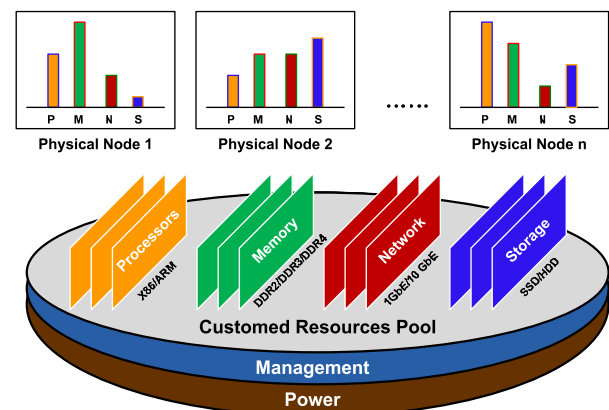 P M N S
P M N S
......
P M N S
Physical Node 1
Physical Node 2
Physical Node n
Processors
Memory
Network
Storage
X86/ARM
DDR2/DDR3/DDR4
1GbE/10 GbE
SSD/HDD
Customed Resources Pool
Management
Power